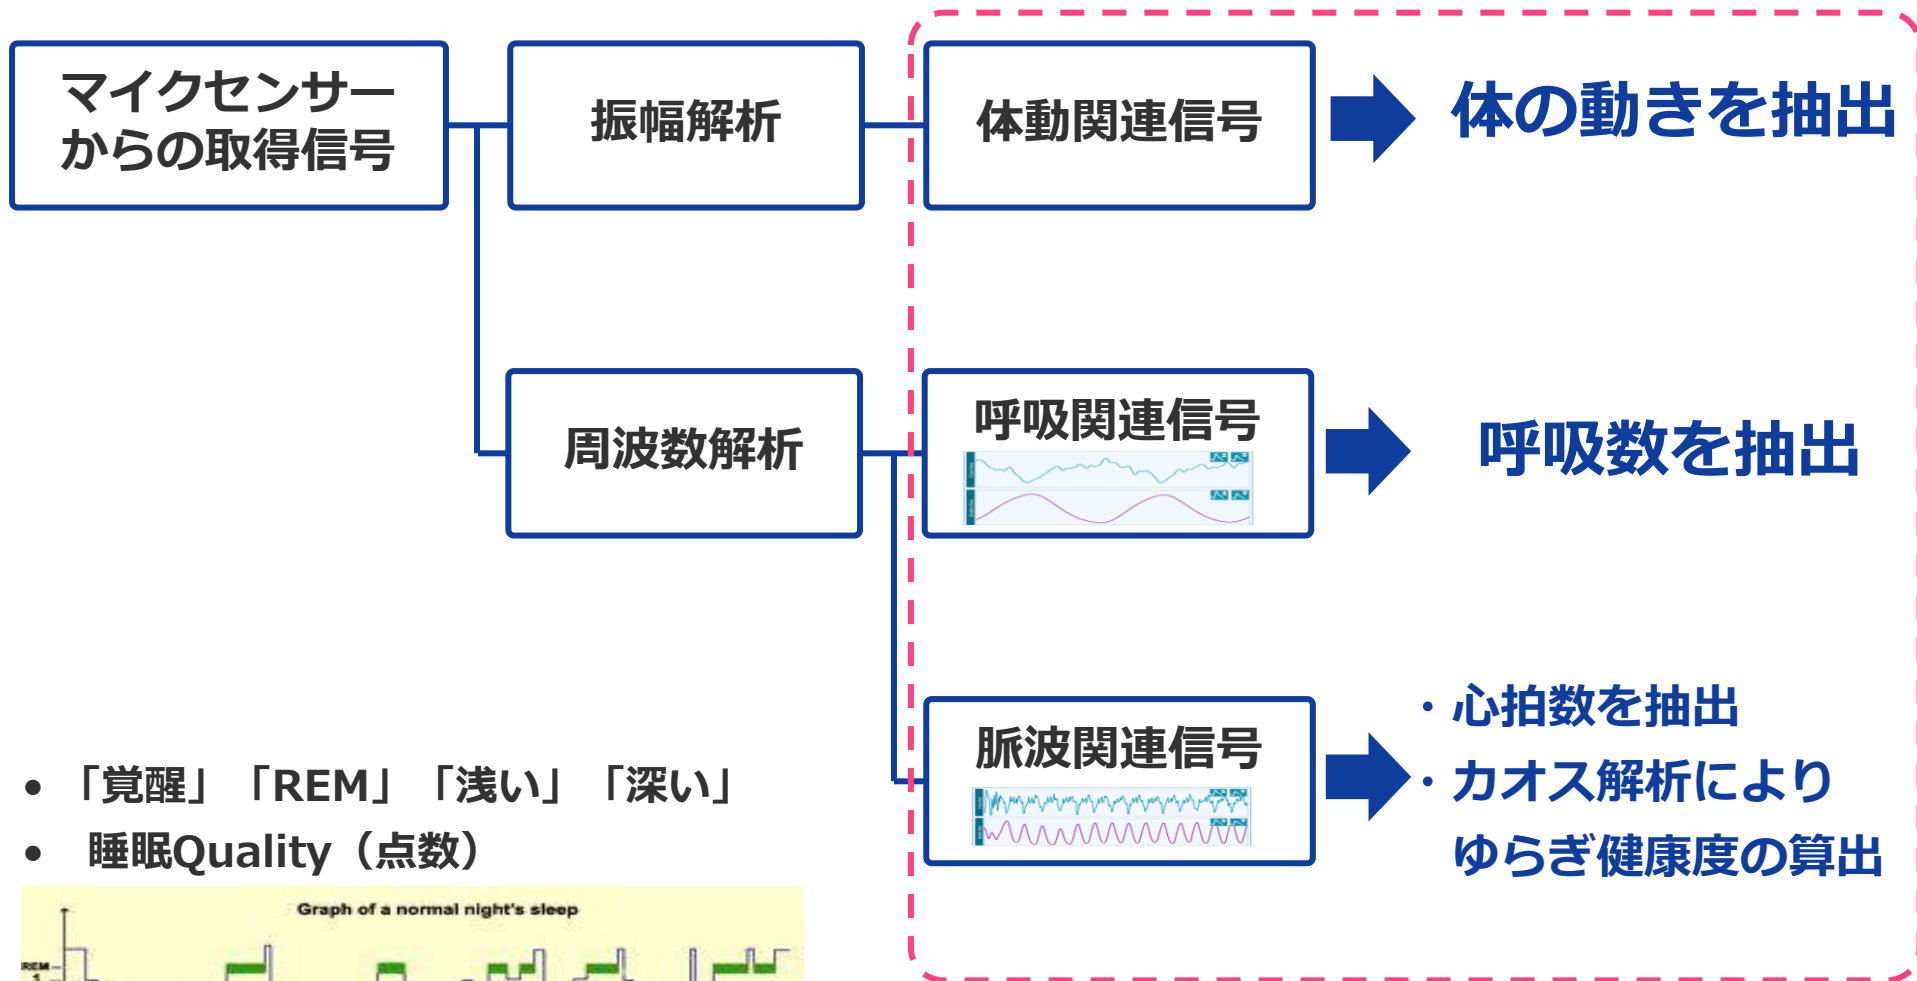 マイクセンサー
からの取得信号
振幅解析
体動関連信号
体の動きを抽出
周波数解析
呼吸関連信号
呼吸数を抽出
脈波関連信号
・心拍数を抽出
・カオス解析により
ゆらぎ健康度の算出
• 「覚醒」「REM」「浅い」「深い」
• 睡眠Quality（点数）
Graph of a normal night's sleep
REM
1